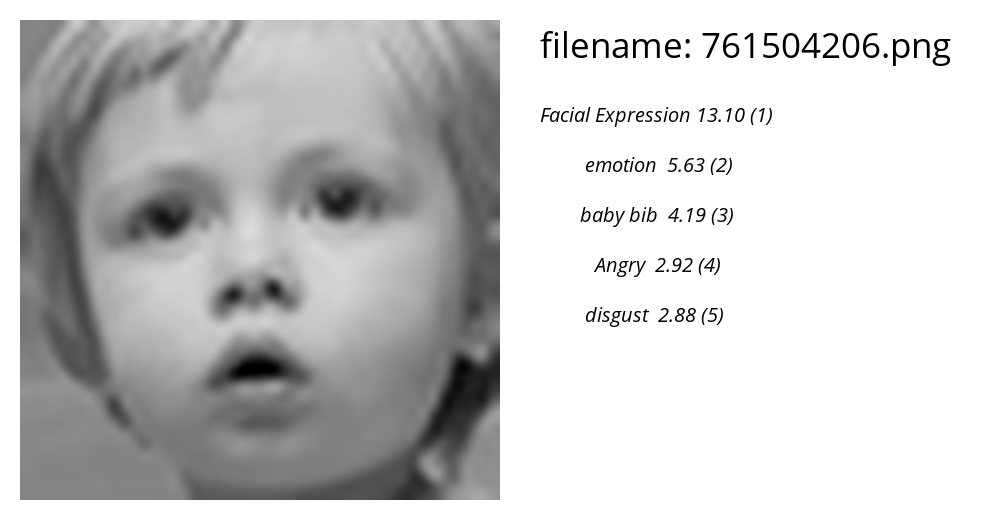 filename: 761504206.png
Facial Expression 13.10 (1)
emotion 5.63 (2)
baby bib 4.19 (3)
Angry 2.92 (4)
disgust 2.88 (5)